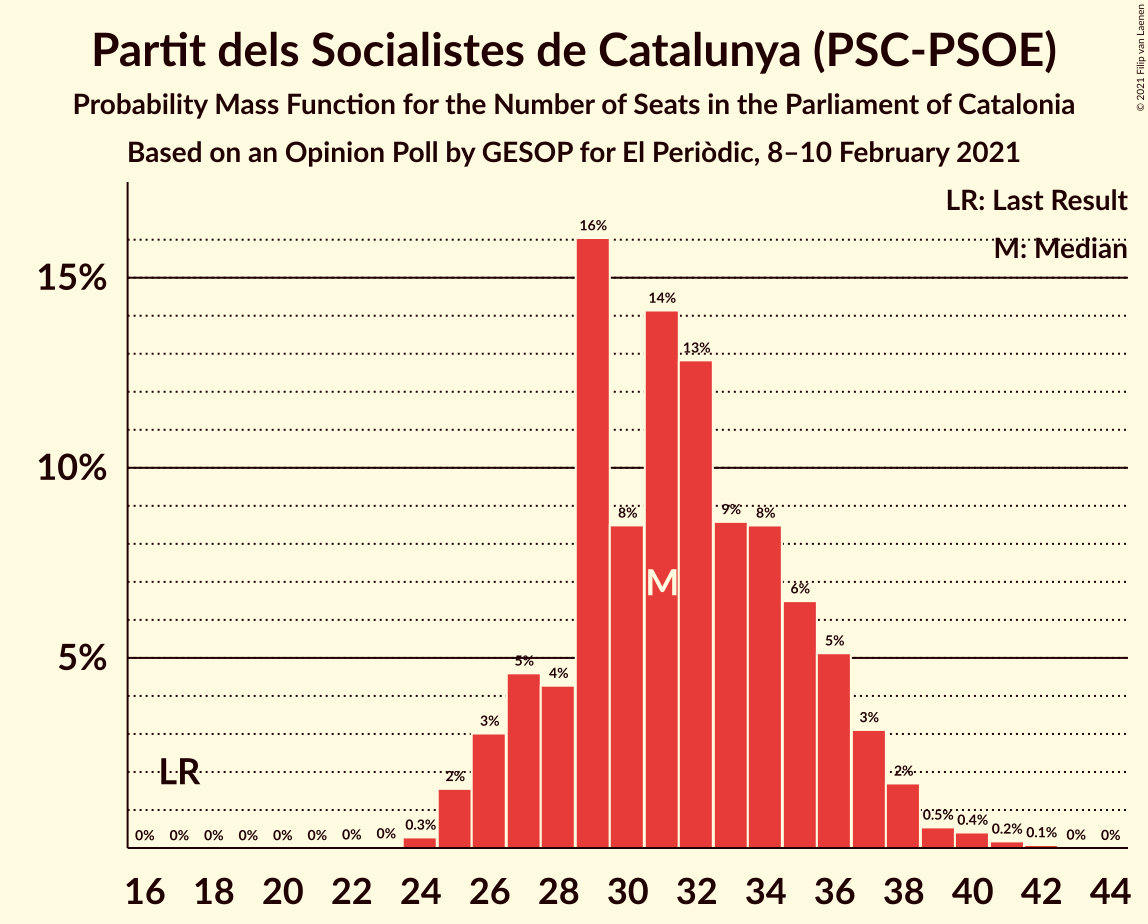 Partit dels Socialistes de Catalunya (PSC-PSOE)
Probability Mass Function for the Number of Seats in the Parliament of Catalonia
Based on an Opinion Poll by GESOP for El Periòdic, 8–10 February 2021
© 2021 Filip van Laenen
LR: Last Result
M: Median
15%
10%
5%
0% 0% 0% 0% 0% 0% 0% 0% 0.3% 2% 3% 5% 4% 16% 8% 14% 13% 9% 8% 6% 5% 3% 2% 0.5% 0.4% 0.2% 0.1% 0% 0%
M
LR
16 18 20 22 24 26 28 30 32 34 36 38 40 42 44